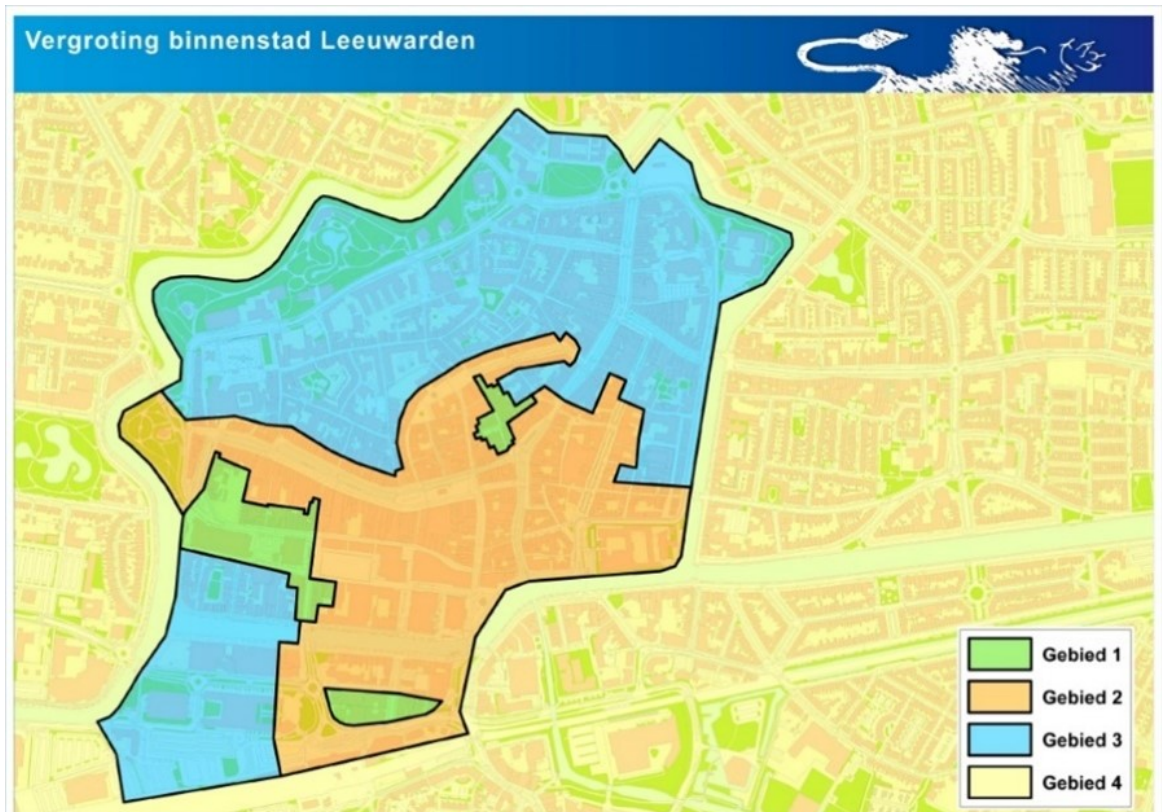 Vergroting binnenstad Leeuwarden
Gebied 1
Gebied 2
Gebied 3
Gebied 4